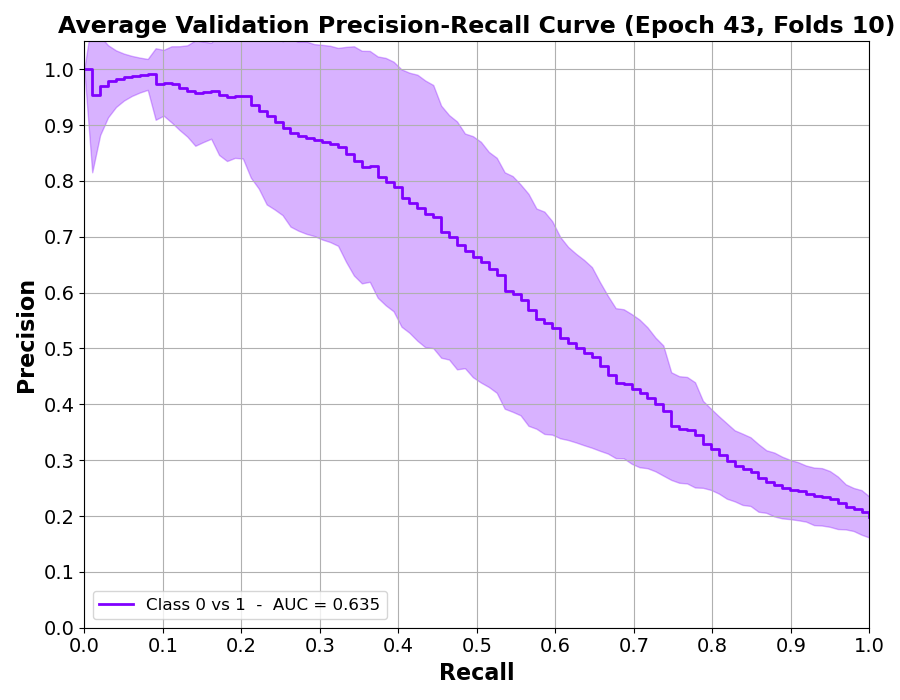 Average Validation Precision-Recall Curve (Epoch 43, Folds 10)
Precision
1.0
0.9
0.8
0.7
0.6
0.5
0.4
0.3
0.2
0.1
0.0
Class 0 vs 1 - AUC = 0.635
0.0 0.1 0.2 0.3 0.4 0.5 0.6 0.7 0.8 0.9 1.0
Recall